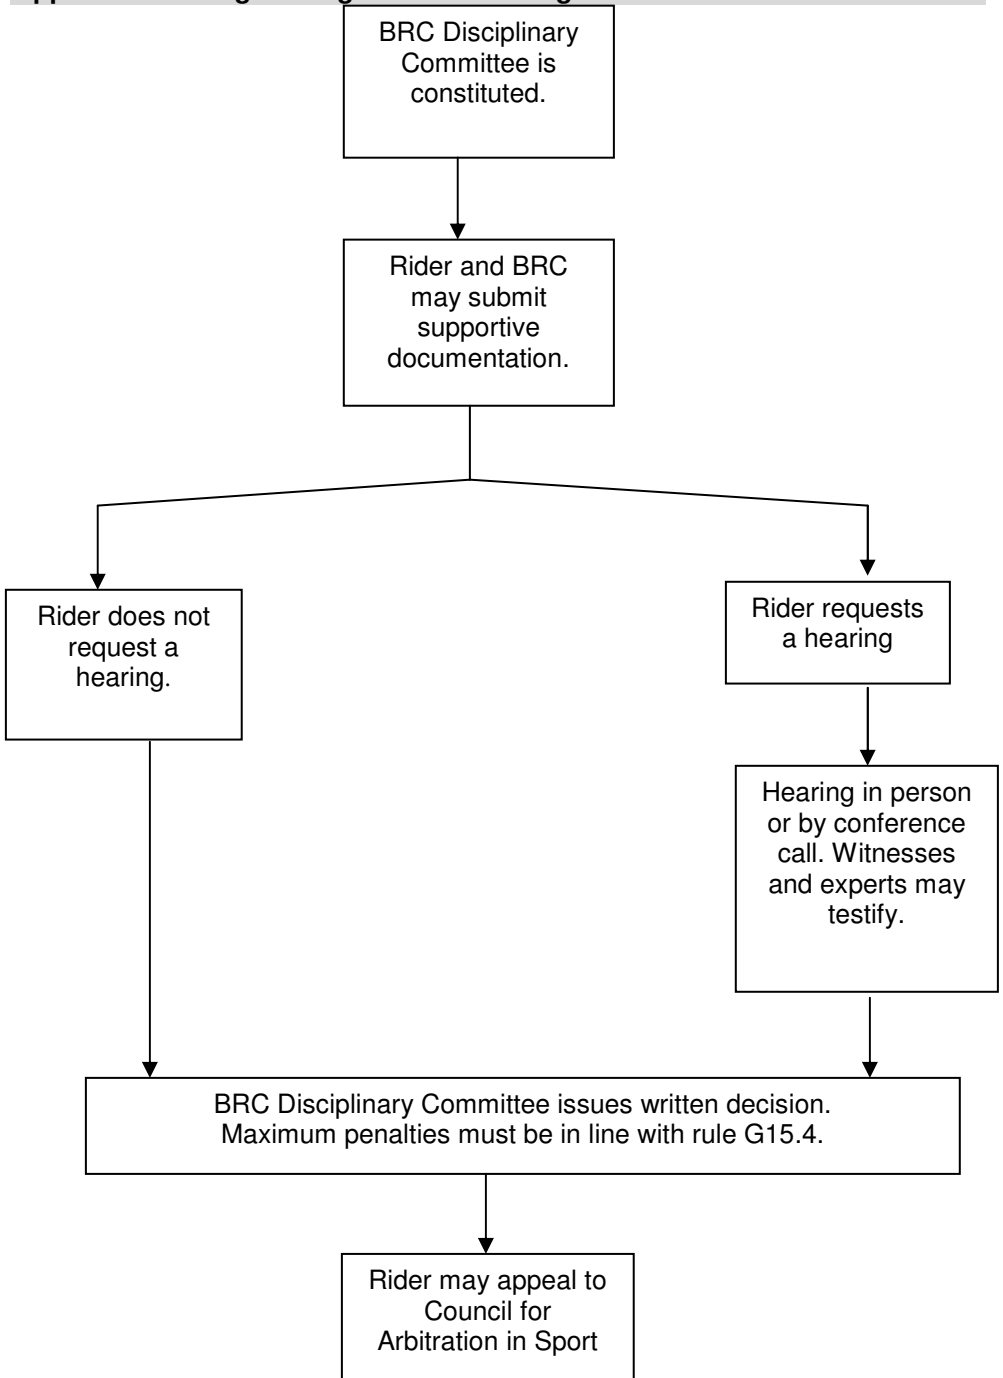 BRC Disciplinary
Committee is
constituted.
Rider and BRC
may submit
supportive
documentation.
Rider does not
request a
hearing.
Rider requests
a hearing
Hearing in person
or by conference
call. Witnesses
and experts may
testify.
BRC Disciplinary Committee issues written decision.
Maximum penalties must be in line with rule G15.4.
Rider may appeal to
Council for
Arbitration in Sport